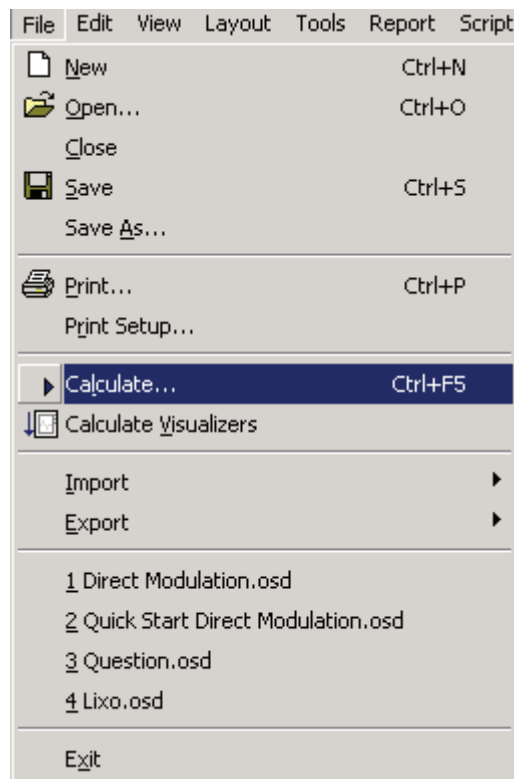 File Edit View Layout Tools Report Script
New Ctrl+N
Open... Ctrl+O
Close
Save Ctrl+S
Save As...
Print... Ctrl+P
Print Setup...
Calculate... Ctrl+F5
Calculate Visualizers
Import
Export
1 Direct Modulation.osd
2 Quick Start Direct Modulation.osd
3 Question.osd
4 Lixo.osd
Exit